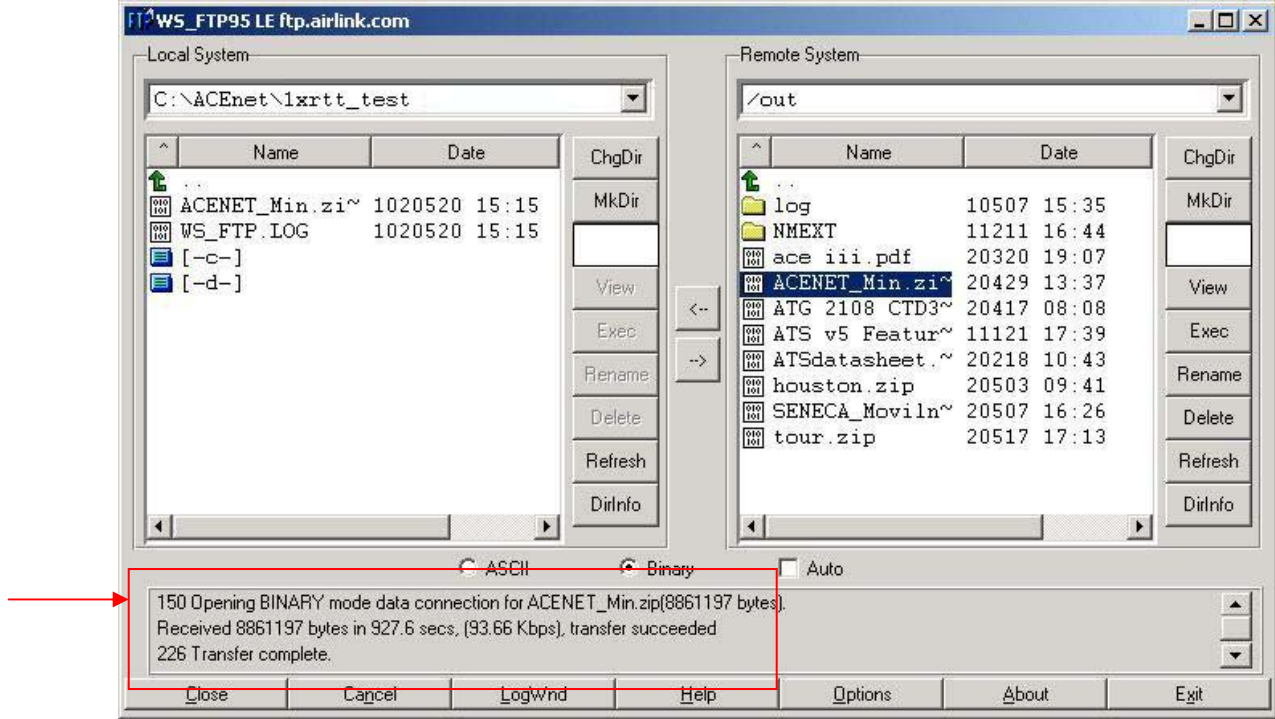 WS_FTP95 LE ftp.airlink.com
Local System
C:\ACEnet\1xrtt_test
^ Name Date
..
ACENET_Min.zi~ 1020520 15:15
WS_FTP.LOG 1020520 15:15
[-c-]
[-d-]
ChgDir
MkDir
View
Exec
Rename
Delete
Refresh
DirInfo
<--
-->
Remote System
/out
^ Name Date
..
log 10507 15:35
NMEXT 11211 16:44
ace iii.pdf 20320 19:07
ACENET_Min.zi~ 20429 13:37
ATG 2108 CTD3~ 20417 08:08
ATS v5 Featur~ 11121 17:39
ATSdatasheet.~ 20218 10:43
houston.zip 20503 09:41
SENECA_Moviln~ 20507 16:26
tour.zip 20517 17:13
ChgDir
MkDir
View
Exec
Rename
Delete
Refresh
DirInfo
ASCII Binary Auto
150 Opening BINARY mode data connection for ACENET_Min.zip(8861197 bytes).
Received 8861197 bytes in 927.6 secs, (93.66 Kbps), transfer succeeded
226 Transfer complete.
Close Cancel LogWnd Help Options About Exit